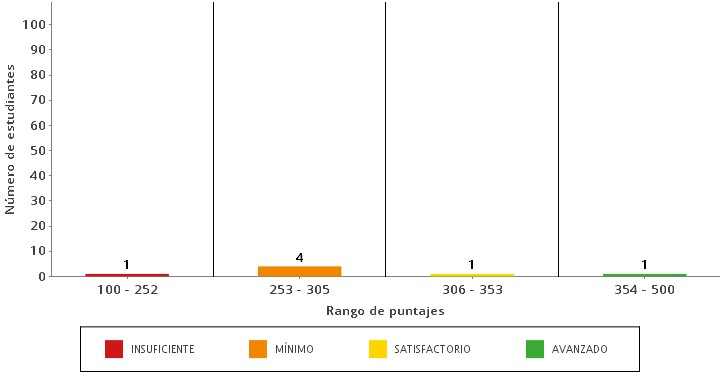 Número de estudiantes
100
90
80
70
60
50
40
30
20
10
0
1
4
1
1
100 - 252
253 - 305
306 - 353
354 - 500
Rango de puntajes
INSUFICIENTE
MÍNIMO
SATISFACTORIO
AVANZADO